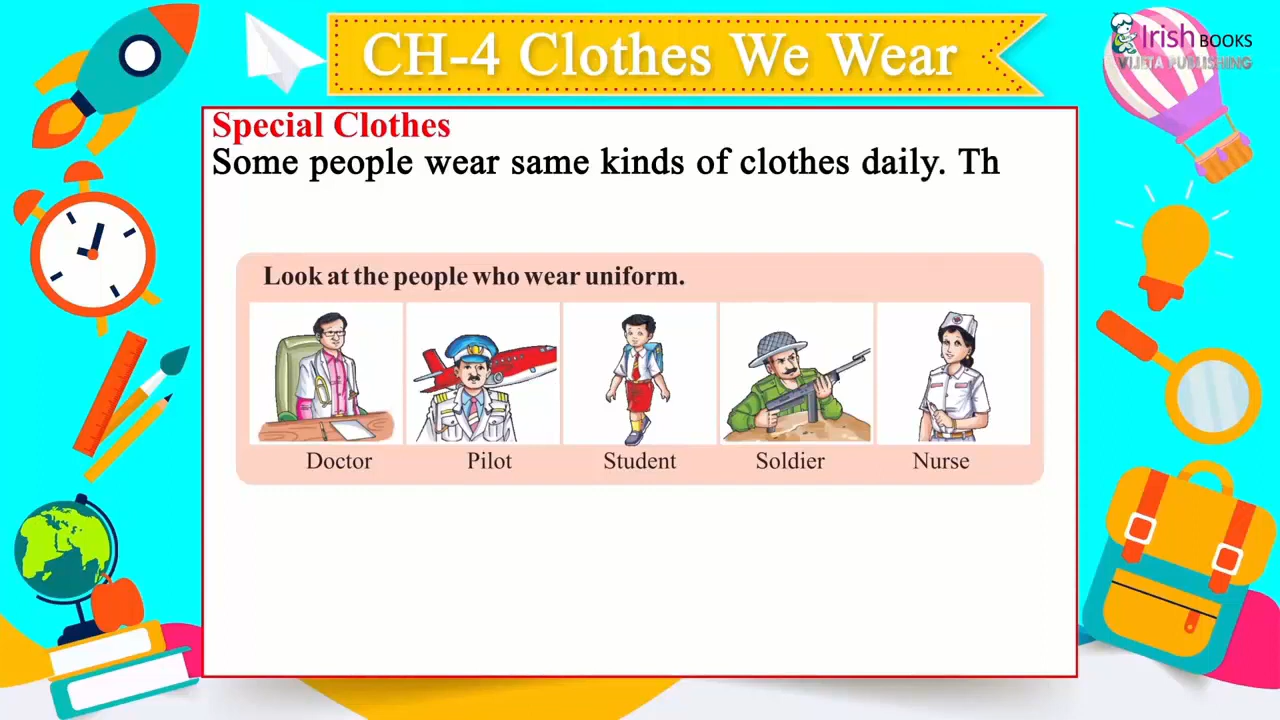 CH-4 Clothes We Wear
Irish BOOKS
VIJETA PUBLISHING
Special Clothes
Some people wear same kinds of clothes daily. Th
Look at the people who wear uniform.
Doctor Pilot Student Soldier Nurse